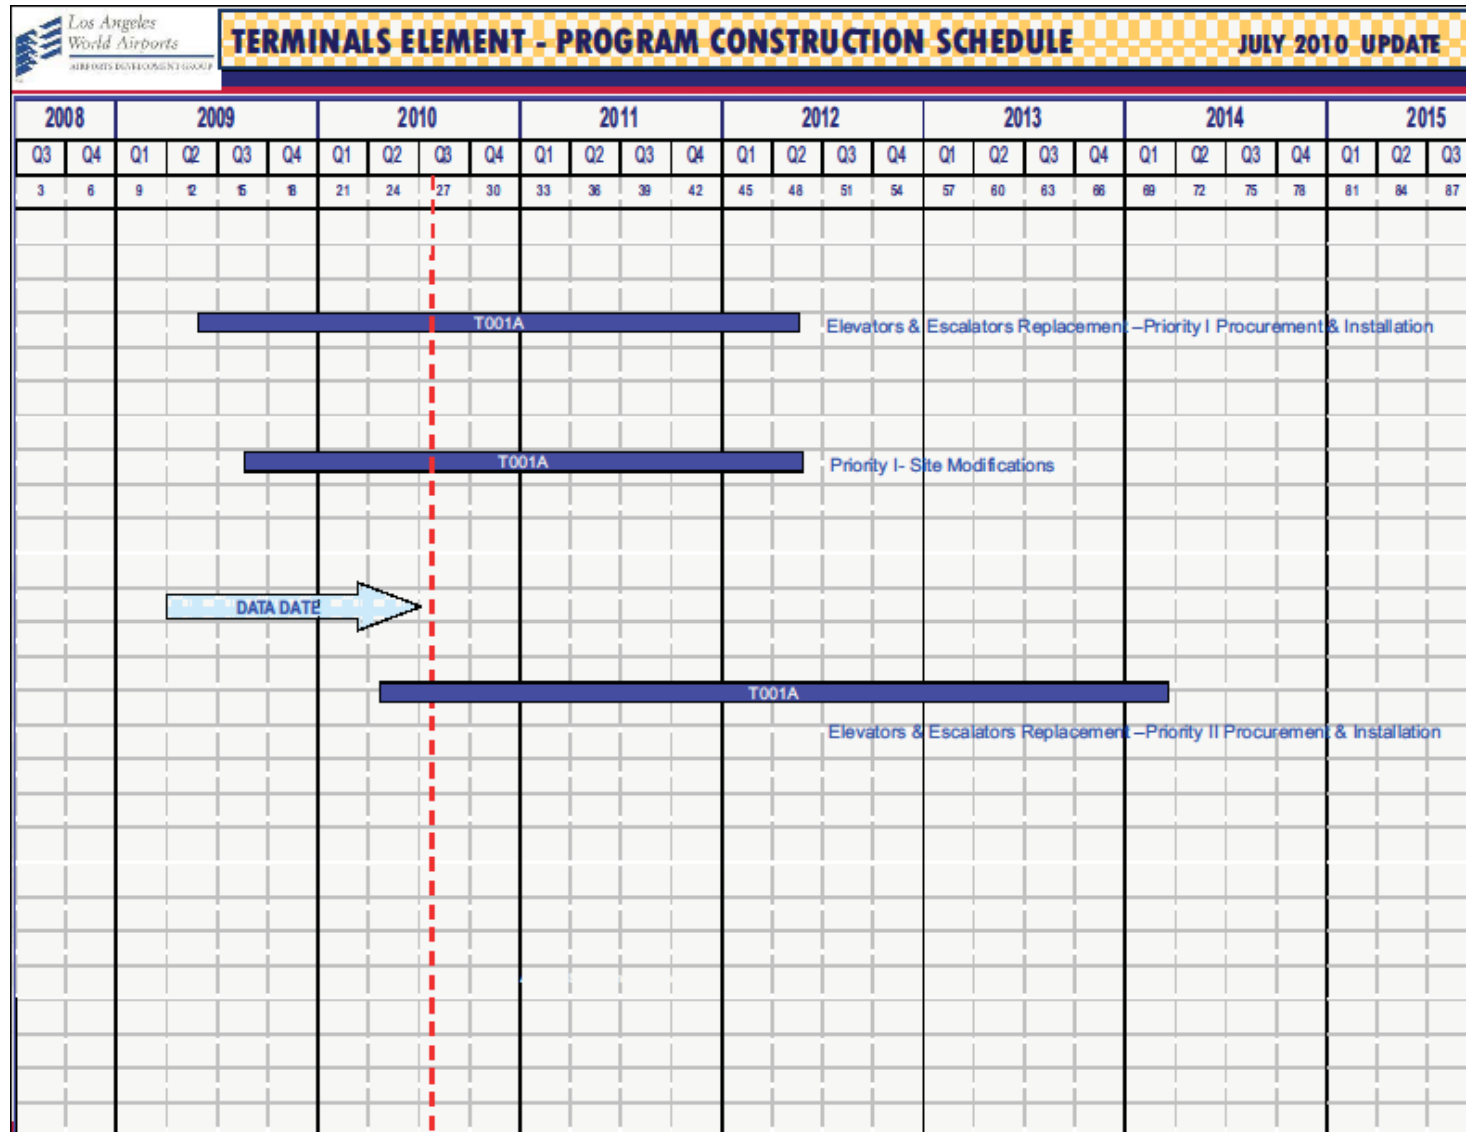 Los Angeles
World Airports
AIRPORTS DEVELOPMENT GROUP
TERMINALS ELEMENT - PROGRAM CONSTRUCTION SCHEDULE JULY 2010 UPDATE
2008 2009 2010 2011 2012 2013 2014 2015
Q3 Q4 Q1 Q2 Q3 Q4 Q1 Q2 Q3 Q4 Q1 Q2 Q3 Q4 Q1 Q2 Q3 Q4 Q1 Q2 Q3 Q4 Q1 Q2 Q3 Q4 Q1 Q2 Q3
3 6 9 12 15 18 21 24 27 30 33 36 39 42 45 48 51 54 57 60 63 66 69 72 75 78 81 84 87
T001A Elevators & Escalators Replacement –Priority I Procurement & Installation
T001A Priority I- Site Modifications
DATA DATE
T001A
Elevators & Escalators Replacement –Priority II Procurement & Installation